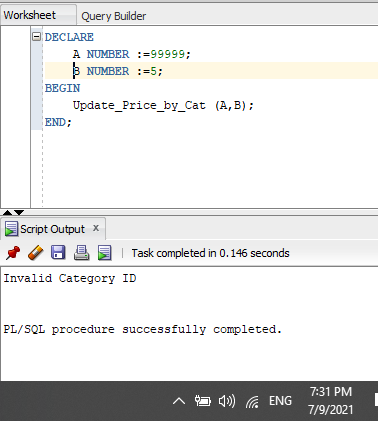 Worksheet Query Builder
DECLARE
A NUMBER :=99999;
B NUMBER :=5;
BEGIN
Update_Price_by_Cat (A,B);
END;
Script Output x
Task completed in 0.146 seconds
Invalid Category ID
PL/SQL procedure successfully completed.
ENG
7:31 PM
7/9/2021